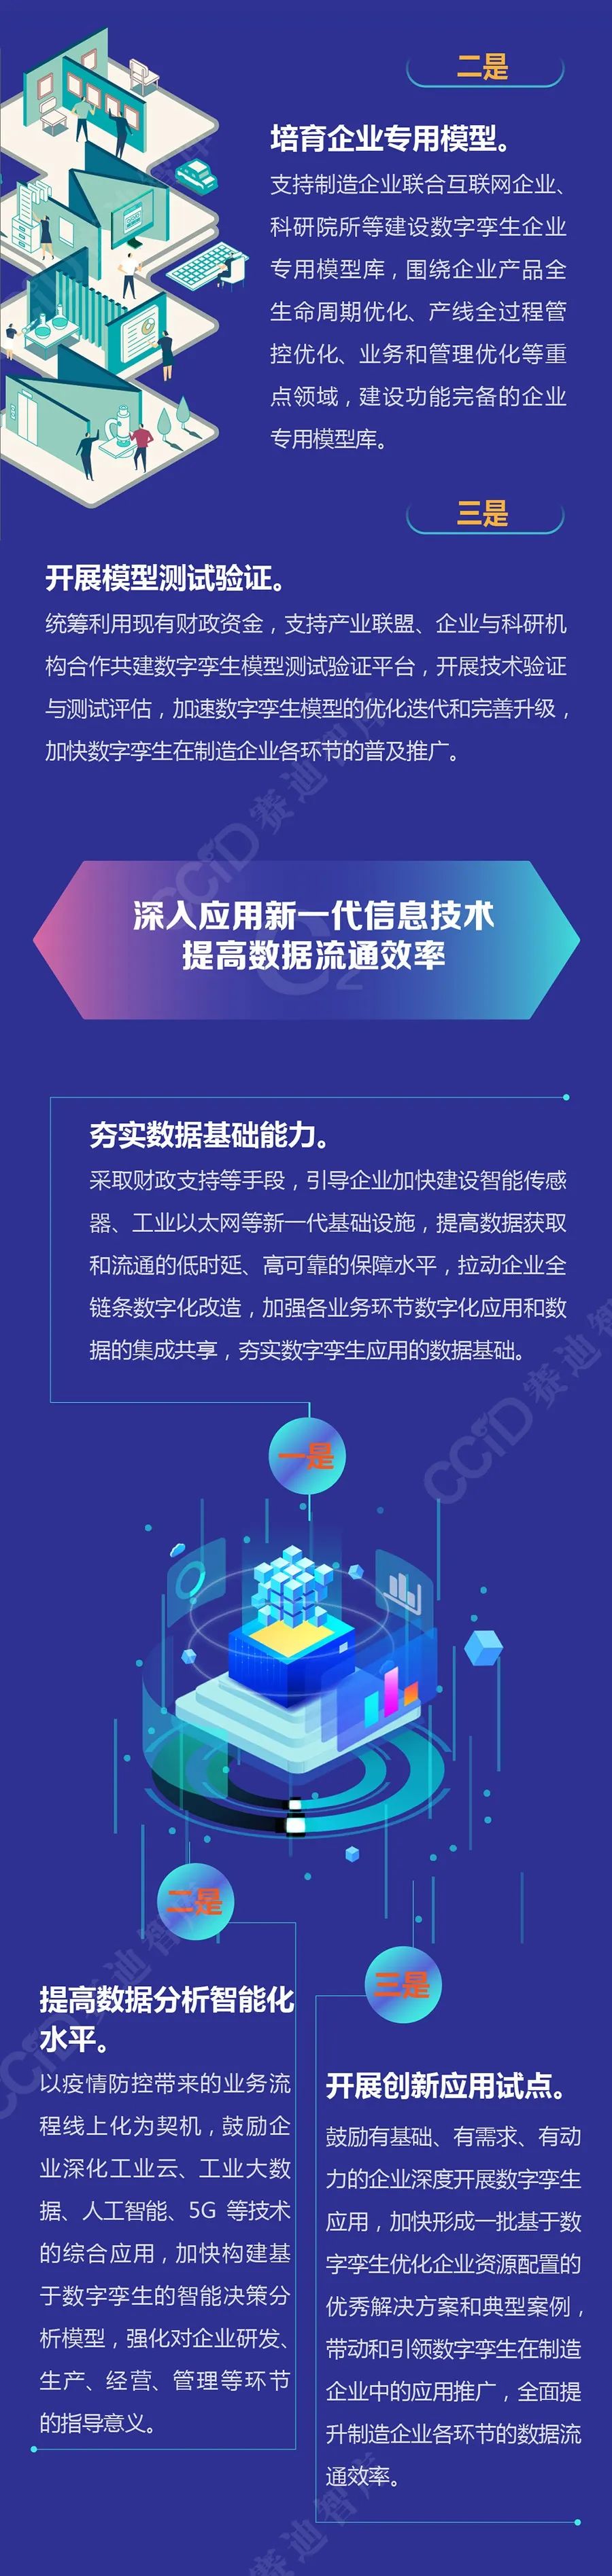 二是
培育企业专用模型。
支持制造企业联合互联网企业、
科研院所等建设数字孪生企业
专用模型库，围绕企业产品全
生命周期优化、产线全过程管
控优化、业务和管理优化等重
点领域，建设功能完备的企业
专用模型库。
三是
开展模型测试验证。
统筹利用现有财政资金，支持产业联盟、企业与科研机
构合作共建数字孪生模型测试验证平台，开展技术验证
与测试评估，加速数字孪生模型的优化迭代和完善升级，
加快数字孪生在制造企业各环节的普及推广。
CCID赛迪智库
深入应用新一代信息技术
提高数据流通效率
夯实数据基础能力。
采取财政支持等手段，引导企业加快建设智能传感
器、工业以太网等新一代基础设施，提高数据获取
和流通的低时延、高可靠的保障水平，拉动企业全
链条数字化改造，加强各业务环节数字化应用和数
据的集成共享，夯实数字孪生应用的数据基础。
CCID赛迪智
一是
二是
三是
CCID赛迪智库
提高数据分析智能化
水平。
以疫情防控带来的业务流
程线上化为契机，鼓励企
业深化工业云、工业大数
据、人工智能、5G 等技术
的综合应用，加快构建基
于数字孪生的智能决策分
析模型，强化对企业研发、
生产、经营、管理等环节
的指导意义。
开展创新应用试点。
鼓励有基础、有需求、有动
力的企业深度开展数字孪生
应用，加快形成一批基于数
字孪生优化企业资源配置的
优秀解决方案和典型案例，
带动和引领数字孪生在制造
企业中的应用推广，全面提
升制造企业各环节的数据流
通效率。
赛迪智库